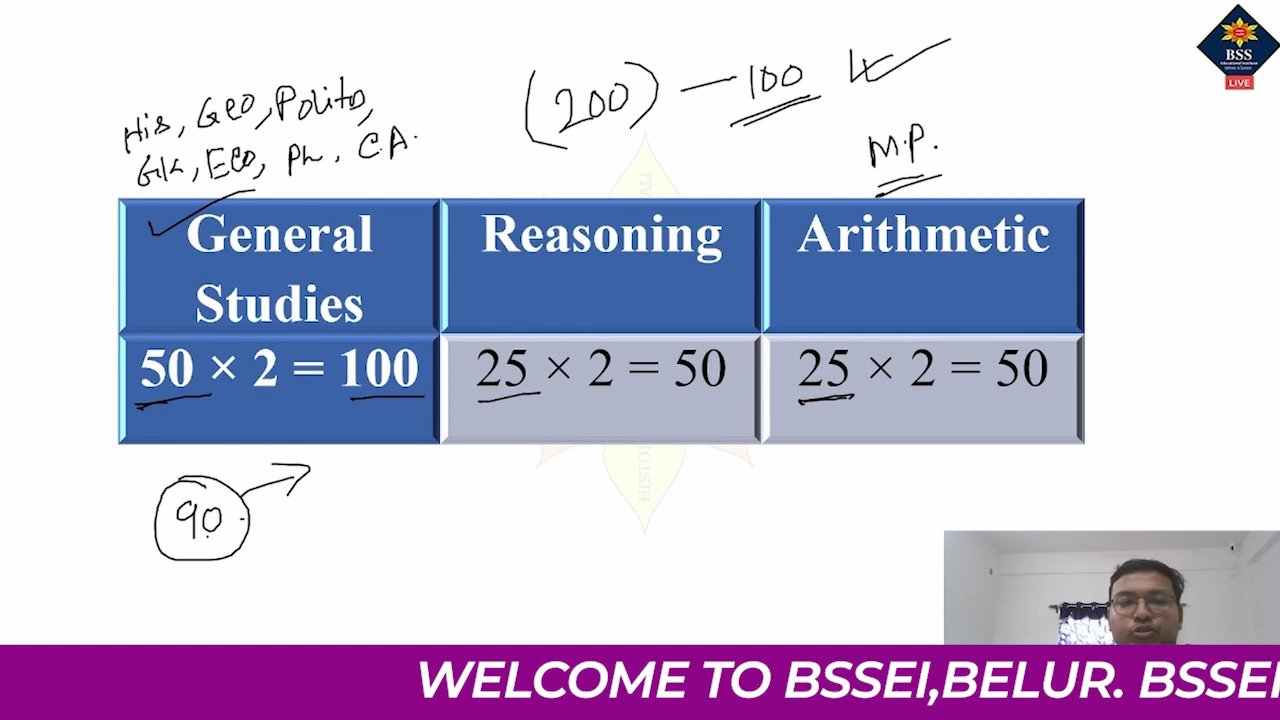 His, Geo, Polito,
GK, Eco, Ph, C.A.
(200) - 100
M.P.
BSS
LIVE
General Studies
Reasoning
Arithmetic
50 × 2 = 100
25 × 2 = 50
25 × 2 = 50
90
WELCOME TO BSSEI,BELUR. BSSEI